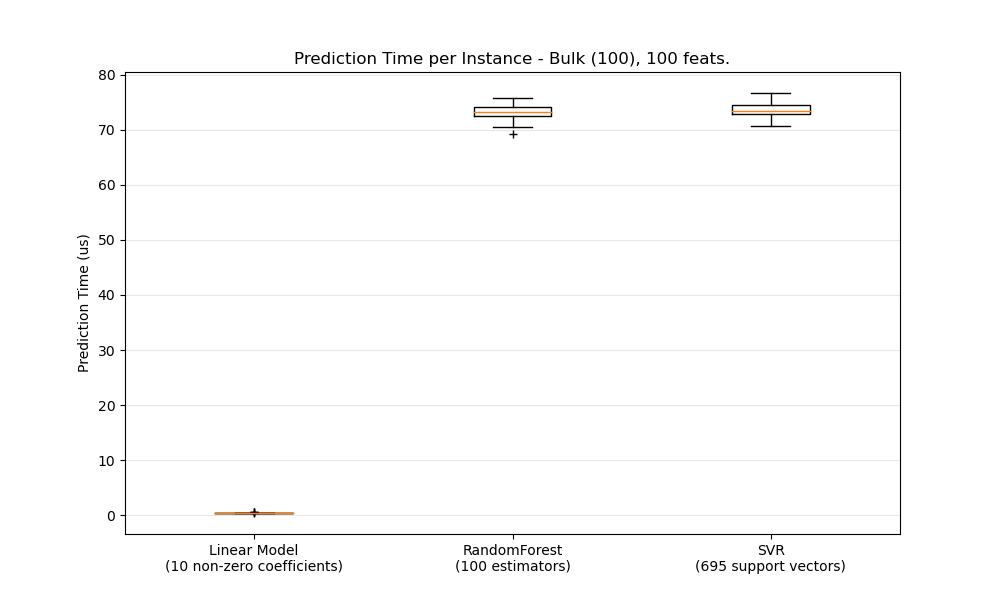 Prediction Time per Instance - Bulk (100), 100 feats.
80
70
60
50
40
30
20
10
0
Prediction Time (us)
Linear Model
(10 non-zero coefficients)
RandomForest
(100 estimators)
SVR
(695 support vectors)